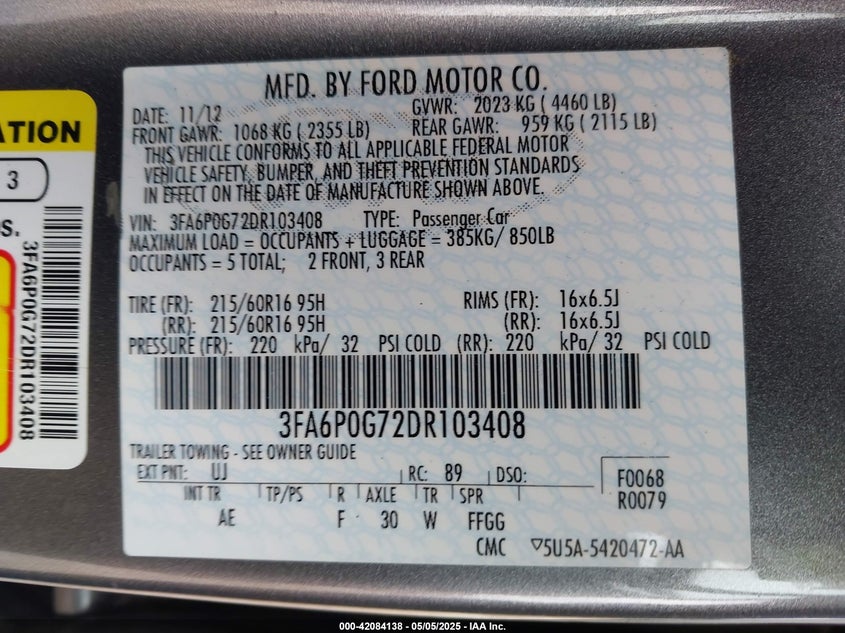 MFD. BY FORD MOTOR CO.
DATE: 11/12 GVWR: 2023 KG ( 4460 LB)
FRONT GAWR: 1068 KG ( 2355 LB) REAR GAWR: 959 KG ( 2115 LB)
THIS VEHICLE CONFORMS TO ALL APPLICABLE FEDERAL MOTOR
VEHICLE SAFETY, BUMPER, AND THEFT PREVENTION STANDARDS
IN EFFECT ON THE DATE OF MANUFACTURE SHOWN ABOVE.
VIN: 3FA6P0G72DR103408 TYPE: Passenger Car
MAXIMUM LOAD = OCCUPANTS + LUGGAGE = 385KG/ 850LB
OCCUPANTS = 5 TOTAL; 2 FRONT, 3 REAR
TIRE (FR): 215/60R16 95H RIMS (FR): 16x6.5J
(RR): 215/60R16 95H (RR): 16x6.5J
PRESSURE (FR): 220 kPa/ 32 PSI COLD (RR): 220 kPa/ 32 PSI COLD
3FA6P0G72DR103408
TRAILER TOWING - SEE OWNER GUIDE
EXT PNT: UJ RC: 89 DSO:
INT TR TP/PS R AXLE TR SPR
AE F 30 W FFGG
F0068
R0079
CMC ▽5U5A-5420472-AA
ATION
3
S.
3FA6P0G72DR103408
000-42084138 - 05/05/2025 - IAA Inc.